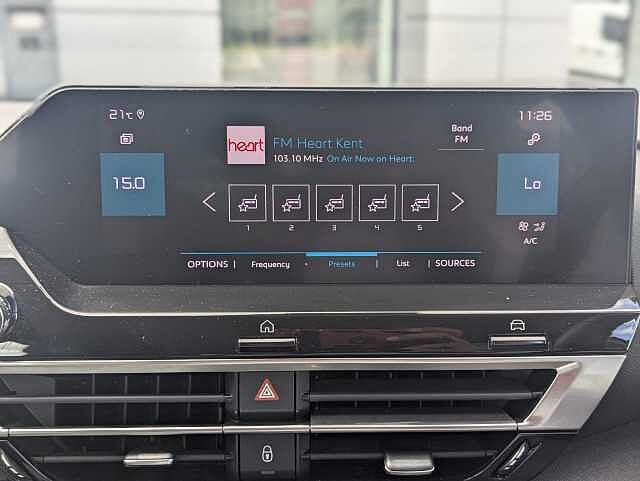 21°C
11:26
heart
FM Heart Kent
103.10 MHz On Air Now on Heart:
Band
FM
15.0
Lo
1 2 3 4 5
A/C
OPTIONS | Frequency • Presets | List | SOURCES